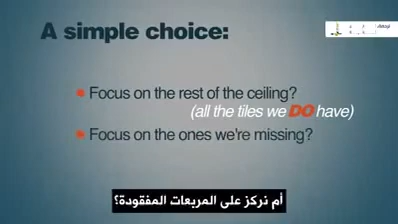 A simple choice:
Focus on the rest of the ceiling?
(all the tiles we DO have)
Focus on the ones we're missing?
أم نركز على المربعات المفقودة؟